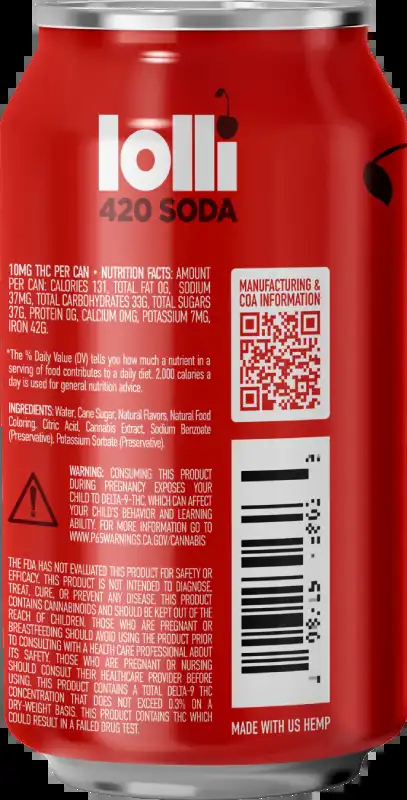 lolli
420 SODA
10MG THC PER CAN • NUTRITION FACTS: AMOUNT
PER CAN: CALORIES 131, TOTAL FAT 0G, SODIUM
37MG, TOTAL CARBOHYDRATES 33G, TOTAL SUGARS
37G, PROTEIN 0G, CALCIUM 0MG, POTASSIUM 7MG,
IRON 42G.
*The % Daily Value (DV) tells you how much a nutrient in a
serving of food contributes to a daily diet. 2,000 calories a
day is used for general nutrition advice.
INGREDIENTS: Water, Cane Sugar, Natural Flavors, Natural Food
Coloring, Citric Acid, Cannabis Extract, Sodium Benzoate
(Preservative), Potassium Sorbate (Preservative).
WARNING: CONSUMING THIS PRODUCT
DURING PREGNANCY EXPOSES YOUR
CHILD TO DELTA-9-THC, WHICH CAN AFFECT
YOUR CHILD'S BEHAVIOR AND LEARNING
ABILITY. FOR MORE INFORMATION GO TO
WWW.P65WARNINGS.CA.GOV/CANNABIS
THE FDA HAS NOT EVALUATED THIS PRODUCT FOR SAFETY OR
EFFICACY. THIS PRODUCT IS NOT INTENDED TO DIAGNOSE,
TREAT, CURE, OR PREVENT ANY DISEASE. THIS PRODUCT
CONTAINS CANNABINOIDS AND SHOULD BE KEPT OUT OF THE
REACH OF CHILDREN. THOSE WHO ARE PREGNANT OR
BREASTFEEDING SHOULD AVOID USING THE PRODUCT PRIOR
TO CONSULTING WITH A HEALTH CARE PROFESSIONAL ABOUT
ITS SAFETY. THOSE WHO ARE PREGNANT OR NURSING
SHOULD CONSULT THEIR HEALTHCARE PROVIDER BEFORE
USING. THIS PRODUCT CONTAINS A TOTAL DELTA-9 THC
CONCENTRATION THAT DOES NOT EXCEED 0.3% ON A
DRY-WEIGHT BASIS. THIS PRODUCT CONTAINS THC WHICH
COULD RESULT IN A FAILED DRUG TEST.
MANUFACTURING &
COA INFORMATION
MADE WITH US HEMP